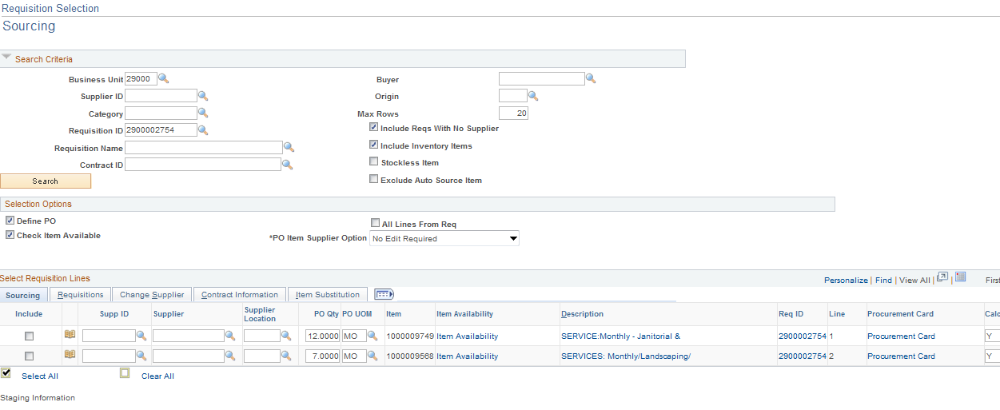 Requisition Selection
Sourcing
Search Criteria
Business Unit 29000
Buyer
Supplier ID
Origin
Category
Max Rows 20
Requisition ID 2900002754
Include Reqs With No Supplier
Requisition Name
Include Inventory Items
Contract ID
Stockless Item
Search
Exclude Auto Source Item
Selection Options
Define PO
All Lines From Req
Check Item Available
*PO Item Supplier Option No Edit Required
Select Requisition Lines
Personalize | Find | View All | | First
Sourcing Requisitions Change Supplier Contract Information Item Substitution
Include Supp ID Supplier Supplier Location PO Qty PO UOM Item Item Availability Description Req ID Line Procurement Card Calc
12.0000 MO 1000009749 Item Availability SERVICE:Monthly - Janitorial & 2900002754 1 Procurement Card Y
7.0000 MO 1000009568 Item Availability SERVICES: Monthly/Landscaping/ 2900002754 2 Procurement Card Y
Select All Clear All
Staging Information